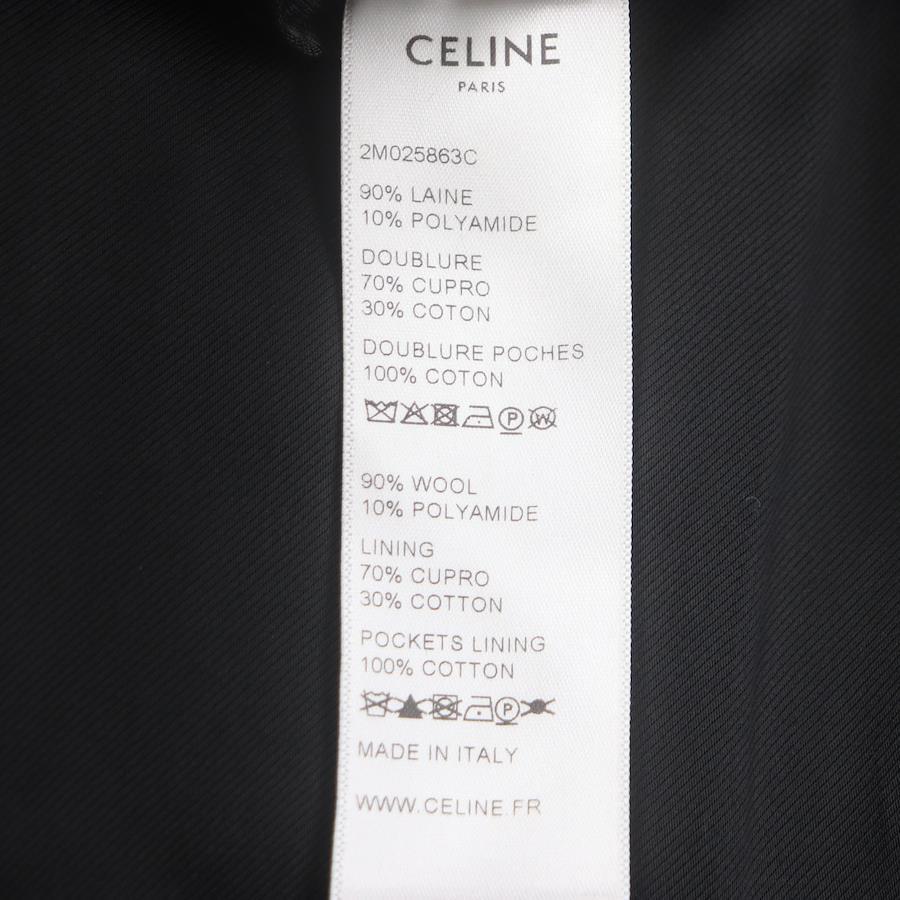 CELINE
PARIS
2M025863C
90% LAINE
10% POLYAMIDE
DOUBLURE
70% CUPRO
30% COTON
DOUBLURE POCHES
100% COTON
P W
90% WOOL
10% POLYAMIDE
LINING
70% CUPRO
30% COTTON
POCKETS LINING
100% COTTON
P
MADE IN ITALY
WWW.CELINE.FR